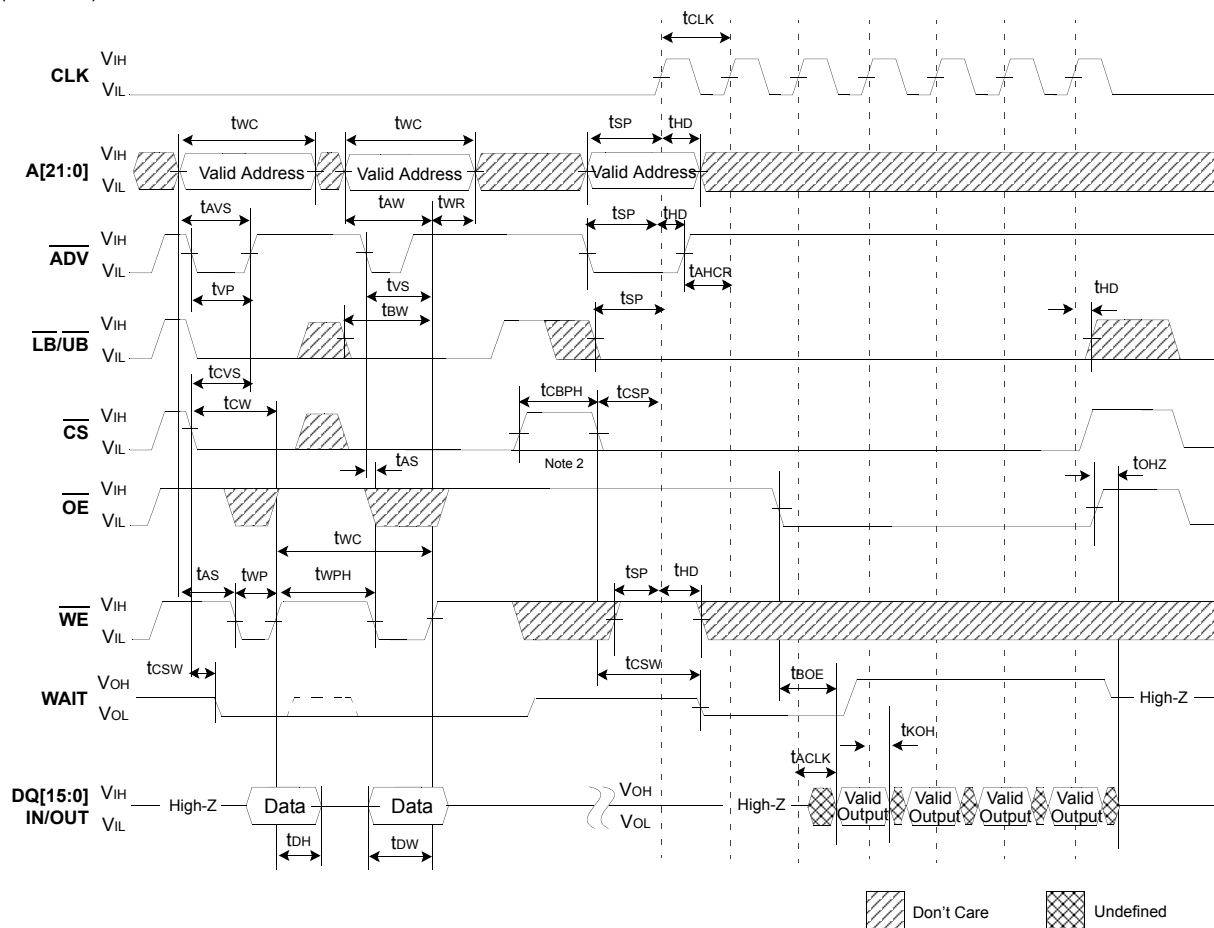 tCLK
CLK VIH
VIL
tWC tWC tSP tHD
A[21:0] VIH
VIL
Valid Address Valid Address Valid Address
tAVS tAW tWR tSP tHD
ADV VIH
VIL
tVP tVS tAHCR
tBW tSP tHD
LB/UB VIH
VIL
tCVS
tCW tCBPH tCSP
CS VIH
VIL
Note 2
tAS tOHZ
OE VIH
VIL
tWC
tAS tWP tWPH tSP tHD
WE VIH
VIL
tCSW tCSW tBOE
WAIT VOH
VOL
High-Z
tKOH
tACLK
DQ[15:0] IN/OUT VIH
VIL
High-Z Data Data VOH
VOL
High-Z Valid Output Valid Output Valid Output Valid Output
tDH tDW
Don't Care Undefined